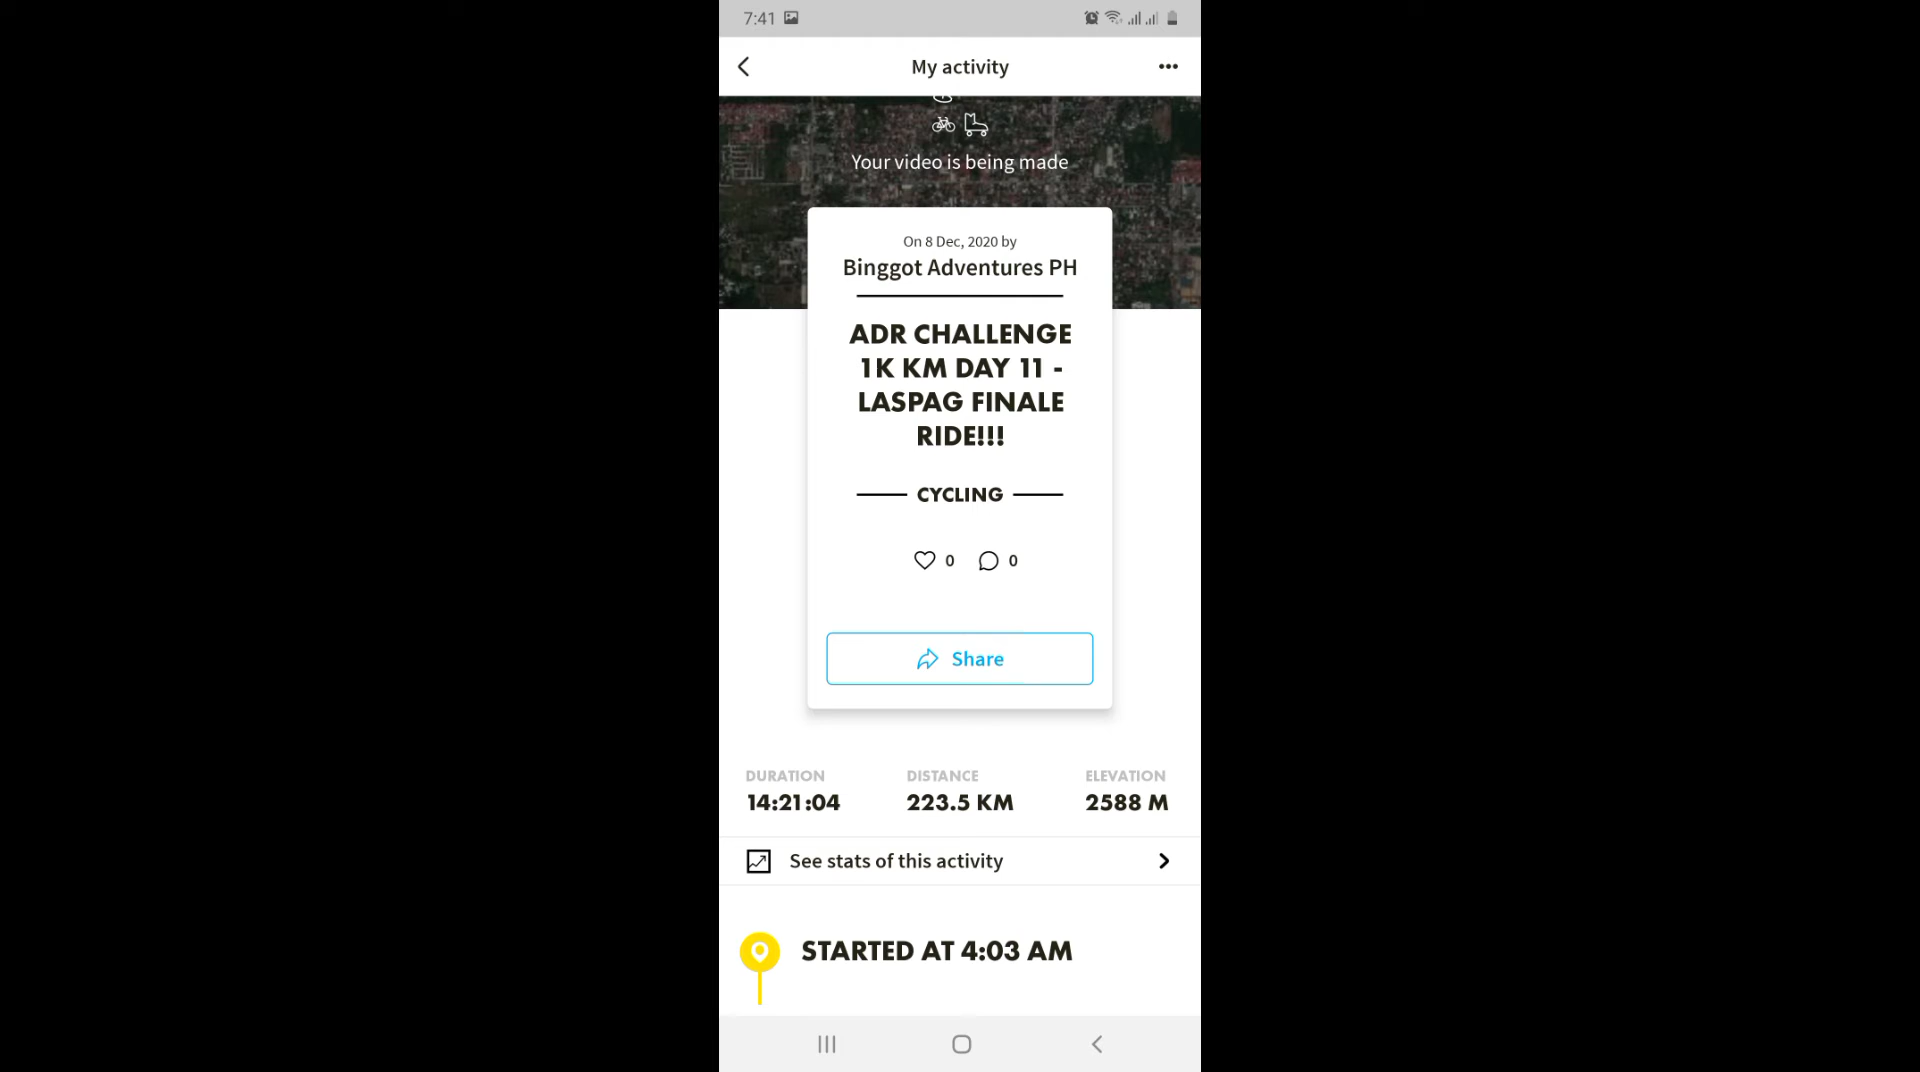 7:41
My activity
Your video is being made
On 8 Dec, 2020 by
Binggot Adventures PH
ADR CHALLENGE
1K KM DAY 11 -
LASPAG FINALE
RIDE!!!
CYCLING
0 0
Share
DURATION DISTANCE ELEVATION
14:21:04 223.5 KM 2588 M
See stats of this activity
STARTED AT 4:03 AM